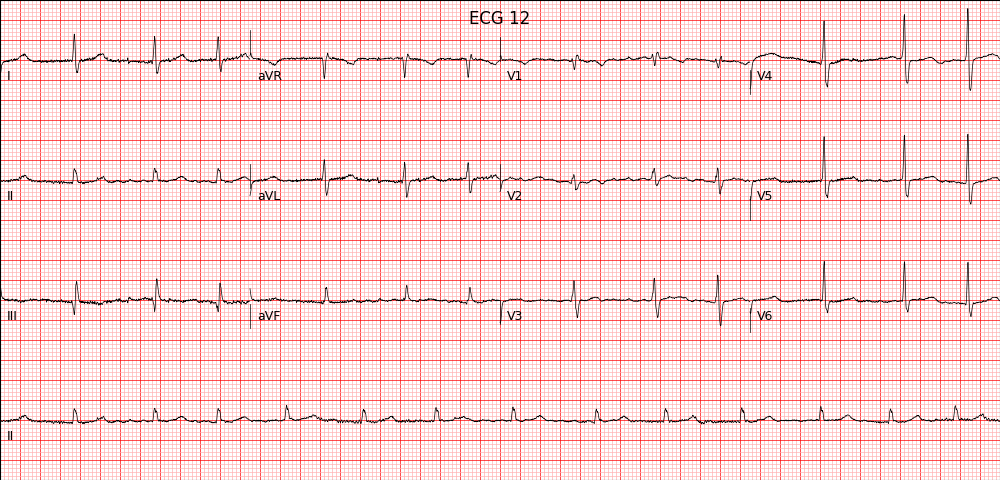 ECG 12
I aVR V1 V4
II aVL V2 V5
III aVF V3 V6
II